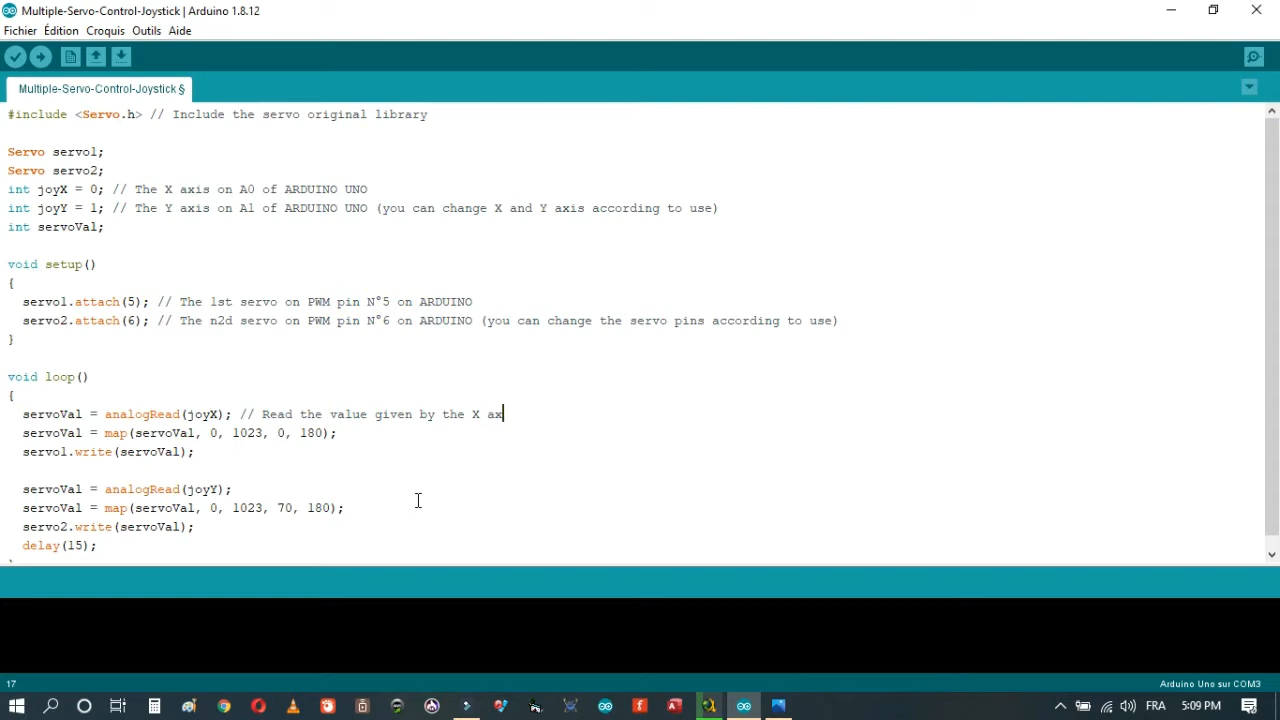 Multiple-Servo-Control-Joystick | Arduino 1.8.12
Fichier Édition Croquis Outils Aide
Multiple-Servo-Control-Joystick §
#include <Servo.h> // Include the servo original library
Servo servo1;
Servo servo2;
int joyX = 0; // The X axis on A0 of ARDUINO UNO
int joyY = 1; // The Y axis on A1 of ARDUINO UNO (you can change X and Y axis according to use)
int servoVal;
void setup()
{
servo1.attach(5); // The 1st servo on PWM pin N°5 on ARDUINO
servo2.attach(6); // The n2d servo on PWM pin N°6 on ARDUINO (you can change the servo pins according to use)
}
void loop()
{
servoVal = analogRead(joyX); // Read the value given by the X ax
servoVal = map(servoVal, 0, 1023, 0, 180);
servo1.write(servoVal);
servoVal = analogRead(joyY);
servoVal = map(servoVal, 0, 1023, 70, 180);
servo2.write(servoVal);
delay(15);
17
Arduino Uno sur COM3
FRA 5:09 PM